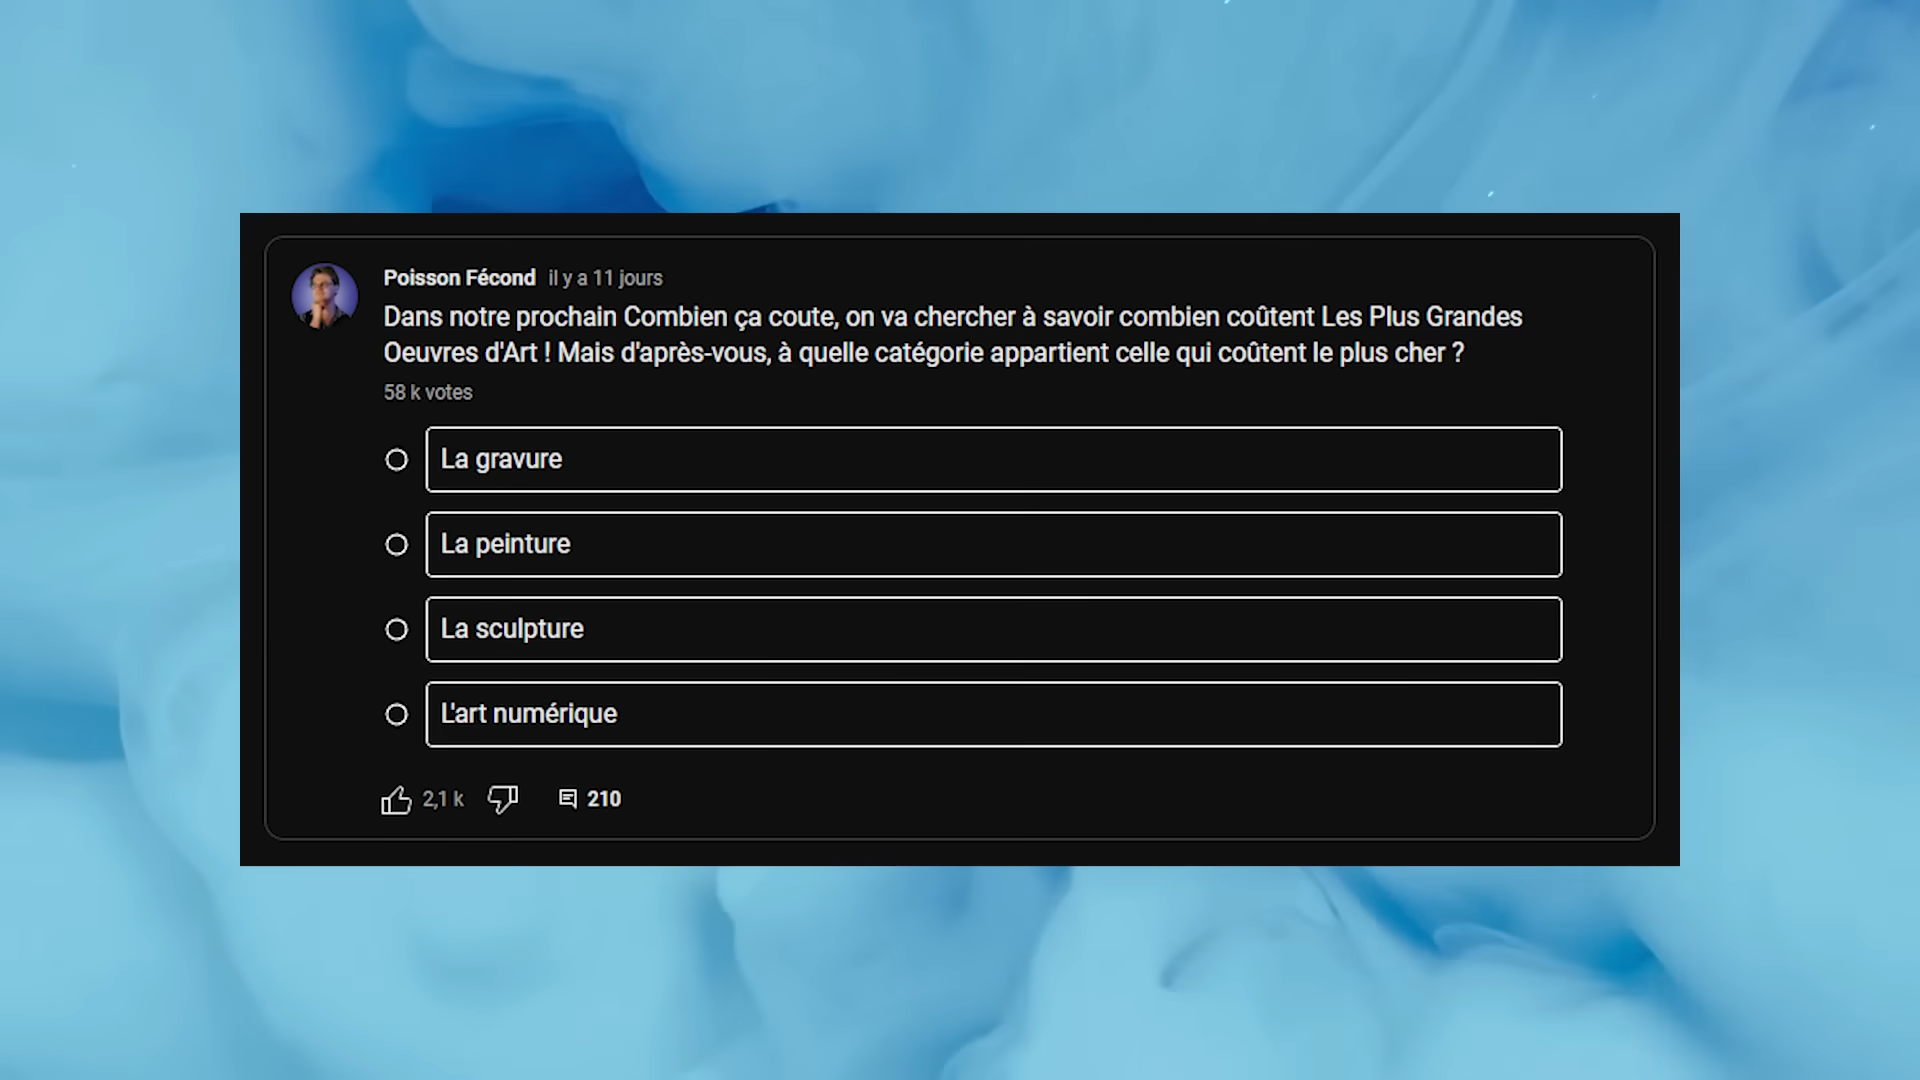 Poisson Fécond il y a 11 jours
Dans notre prochain Combien ça coute, on va chercher à savoir combien coûtent Les Plus Grandes
Oeuvres d'Art ! Mais d'après-vous, à quelle catégorie appartient celle qui coûtent le plus cher ?
58 k votes
La gravure
La peinture
La sculpture
L'art numérique
2,1 k 210